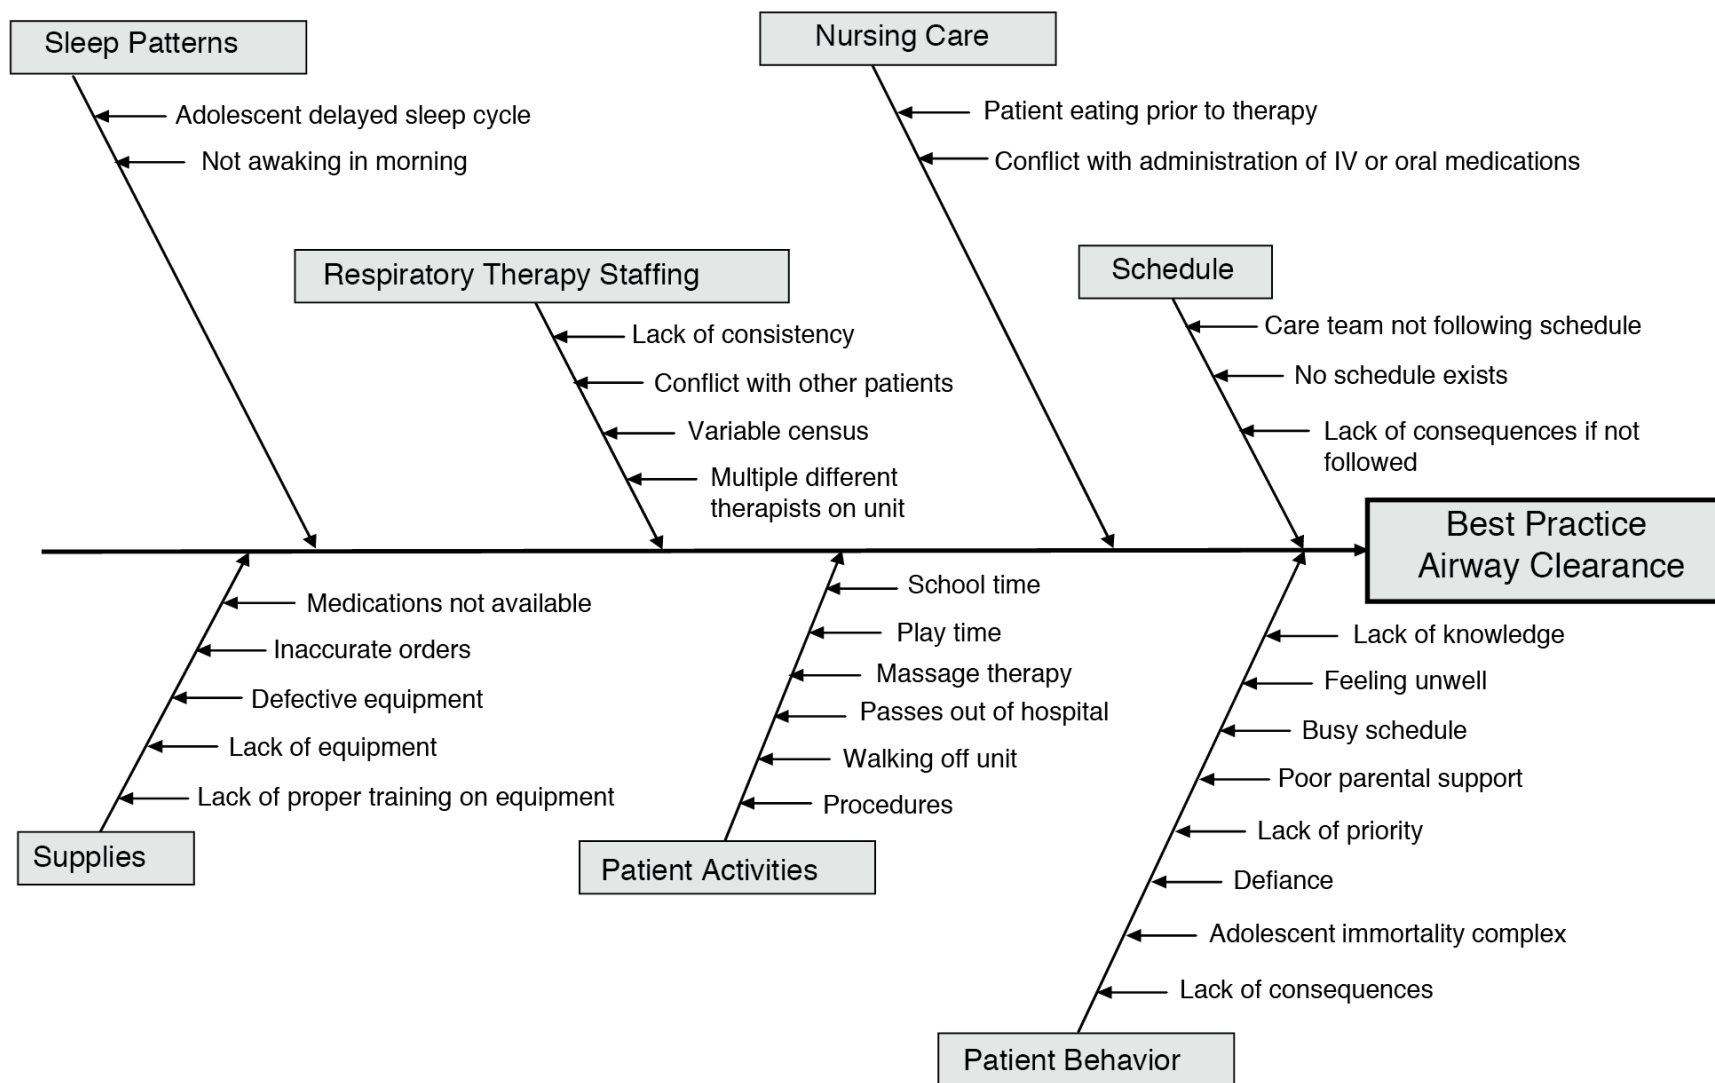 Sleep Patterns
Adolescent delayed sleep cycle
Not awaking in morning
Nursing Care
Patient eating prior to therapy
Conflict with administration of IV or oral medications
Respiratory Therapy Staffing
Lack of consistency
Conflict with other patients
Variable census
Multiple different
therapists on unit
Schedule
Care team not following schedule
No schedule exists
Lack of consequences if not
followed
Best Practice
Airway Clearance
Medications not available
Inaccurate orders
Defective equipment
Lack of equipment
Lack of proper training on equipment
Supplies
School time
Play time
Massage therapy
Passes out of hospital
Walking off unit
Procedures
Patient Activities
Lack of knowledge
Feeling unwell
Busy schedule
Poor parental support
Lack of priority
Defiance
Adolescent immortality complex
Lack of consequences
Patient Behavior